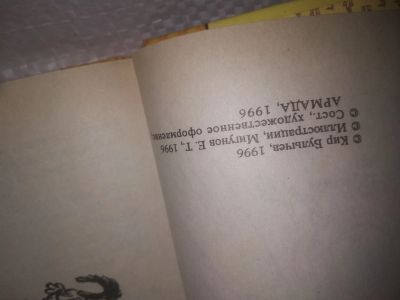 © Кир Булычев, 1996
© Иллюстрации, Мигунов Е. Т., 1996
© Сост., художественное оформление,
АРМАДА, 1996